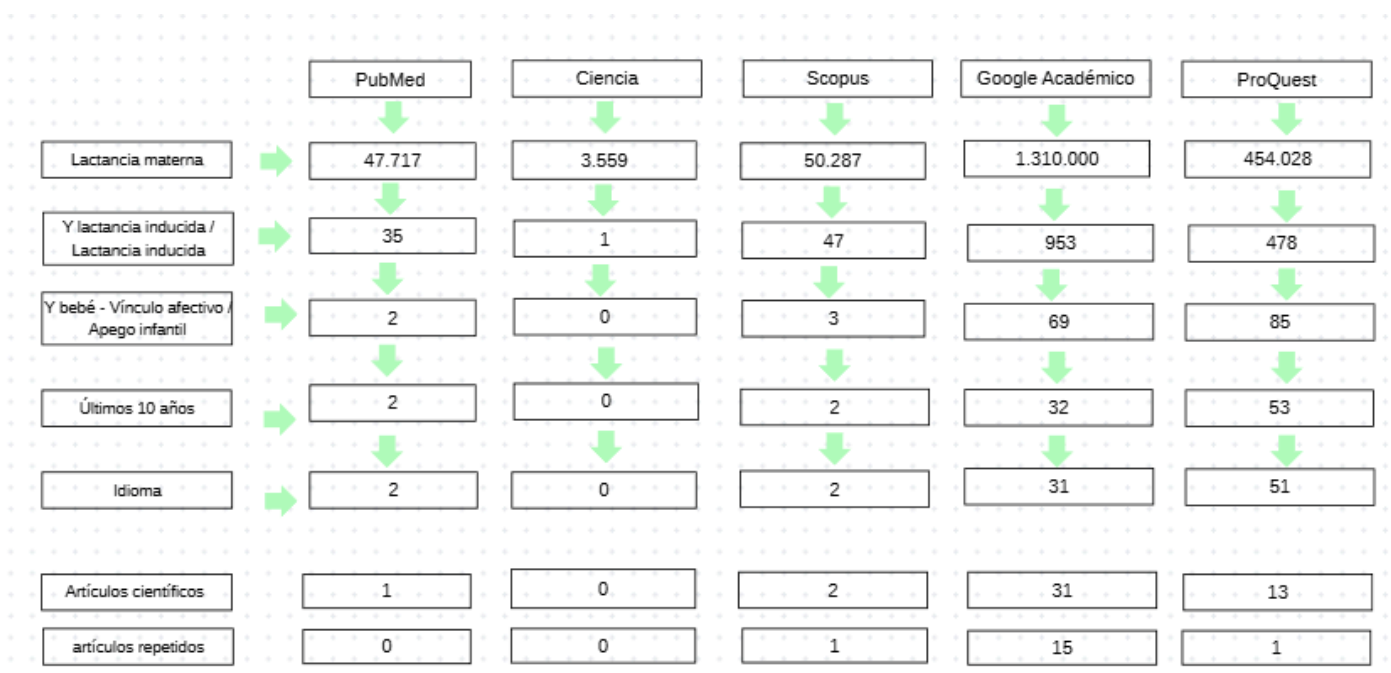 PubMed Ciencia Scopus Google Académico ProQuest
Lactancia materna 47.717 3.559 50.287 1.310.000 454.028
Y lactancia inducida /
Lactancia inducida 35 1 47 953 478
Y bebé - Vínculo afectivo /
Apego infantil 2 0 3 69 85
Últimos 10 años 2 0 2 32 53
Idioma 2 0 2 31 51
Artículos científicos 1 0 2 31 13
artículos repetidos 0 0 1 15 1